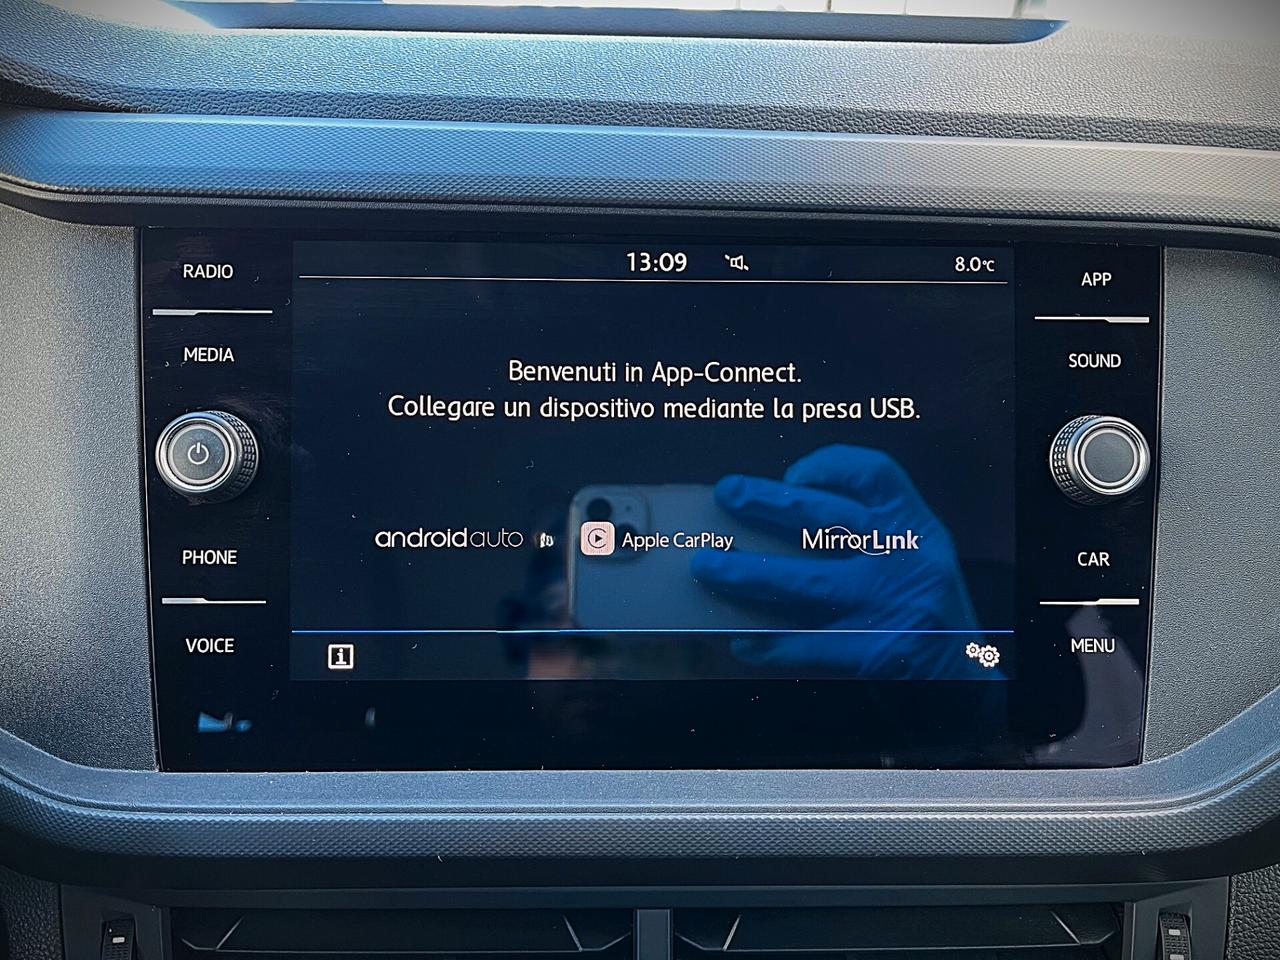 RADIO
MEDIA
PHONE
VOICE
13:09
8.0°C
Benvenuti in App-Connect.
Collegare un dispositivo mediante la presa USB.
androidauto
Apple CarPlay
MirrorLink
i
APP
SOUND
CAR
MENU